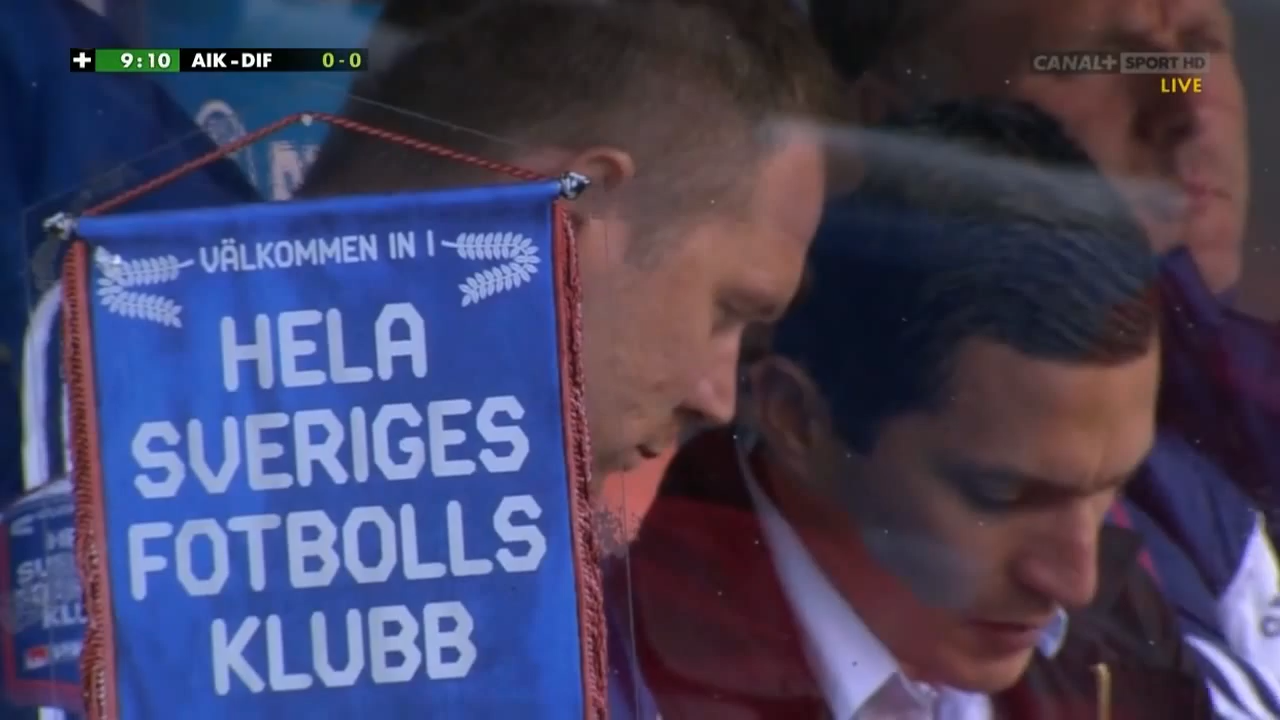 9:10 AIK-DIF 0-0
CANAL+ SPORT HD
LIVE
VÄLKOMMEN IN I
HELA
SVERIGES
FOTBOLLS
KLUBB